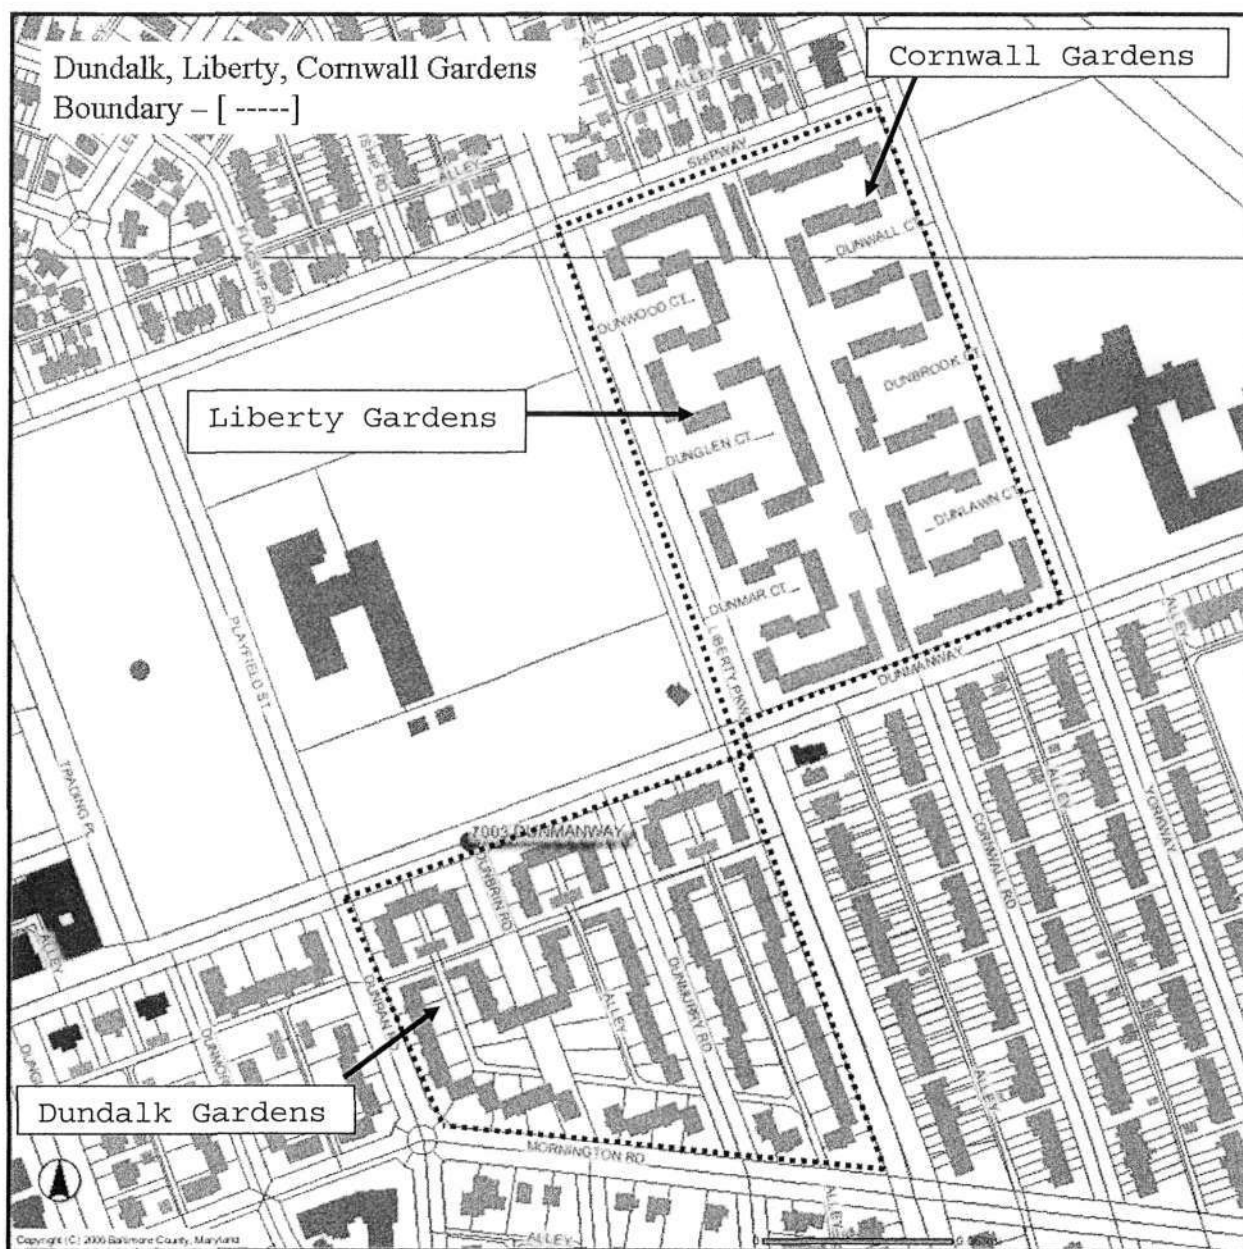 Dundalk, Liberty, Cornwall Gardens
Boundary – [ -----]
Cornwall Gardens
ALLEY
SHIPWAY
ALLEY
FLAGSHIP RD
DUNWALL CT
DUNWOOD CT
DUNBROOK CT
Liberty Gardens
DUNGLEN CT
DUNLAWN CT
DUNMAR CT
LIBERTY PKWY
PLAYFIELD ST
DUNMANWAY
ALLEY
TRADING PL
7003 DUNMANWAY
DUNBRIN RD
ALLEY
CORNWALL RD
YORKWAY
ALLEY
DUNBURY RD
ALLEY
ALLEY
Dundalk Gardens
MORNINGTON RD
ALLEY
ALLEY
Copyright (C) 2006 Baltimore County, Maryland